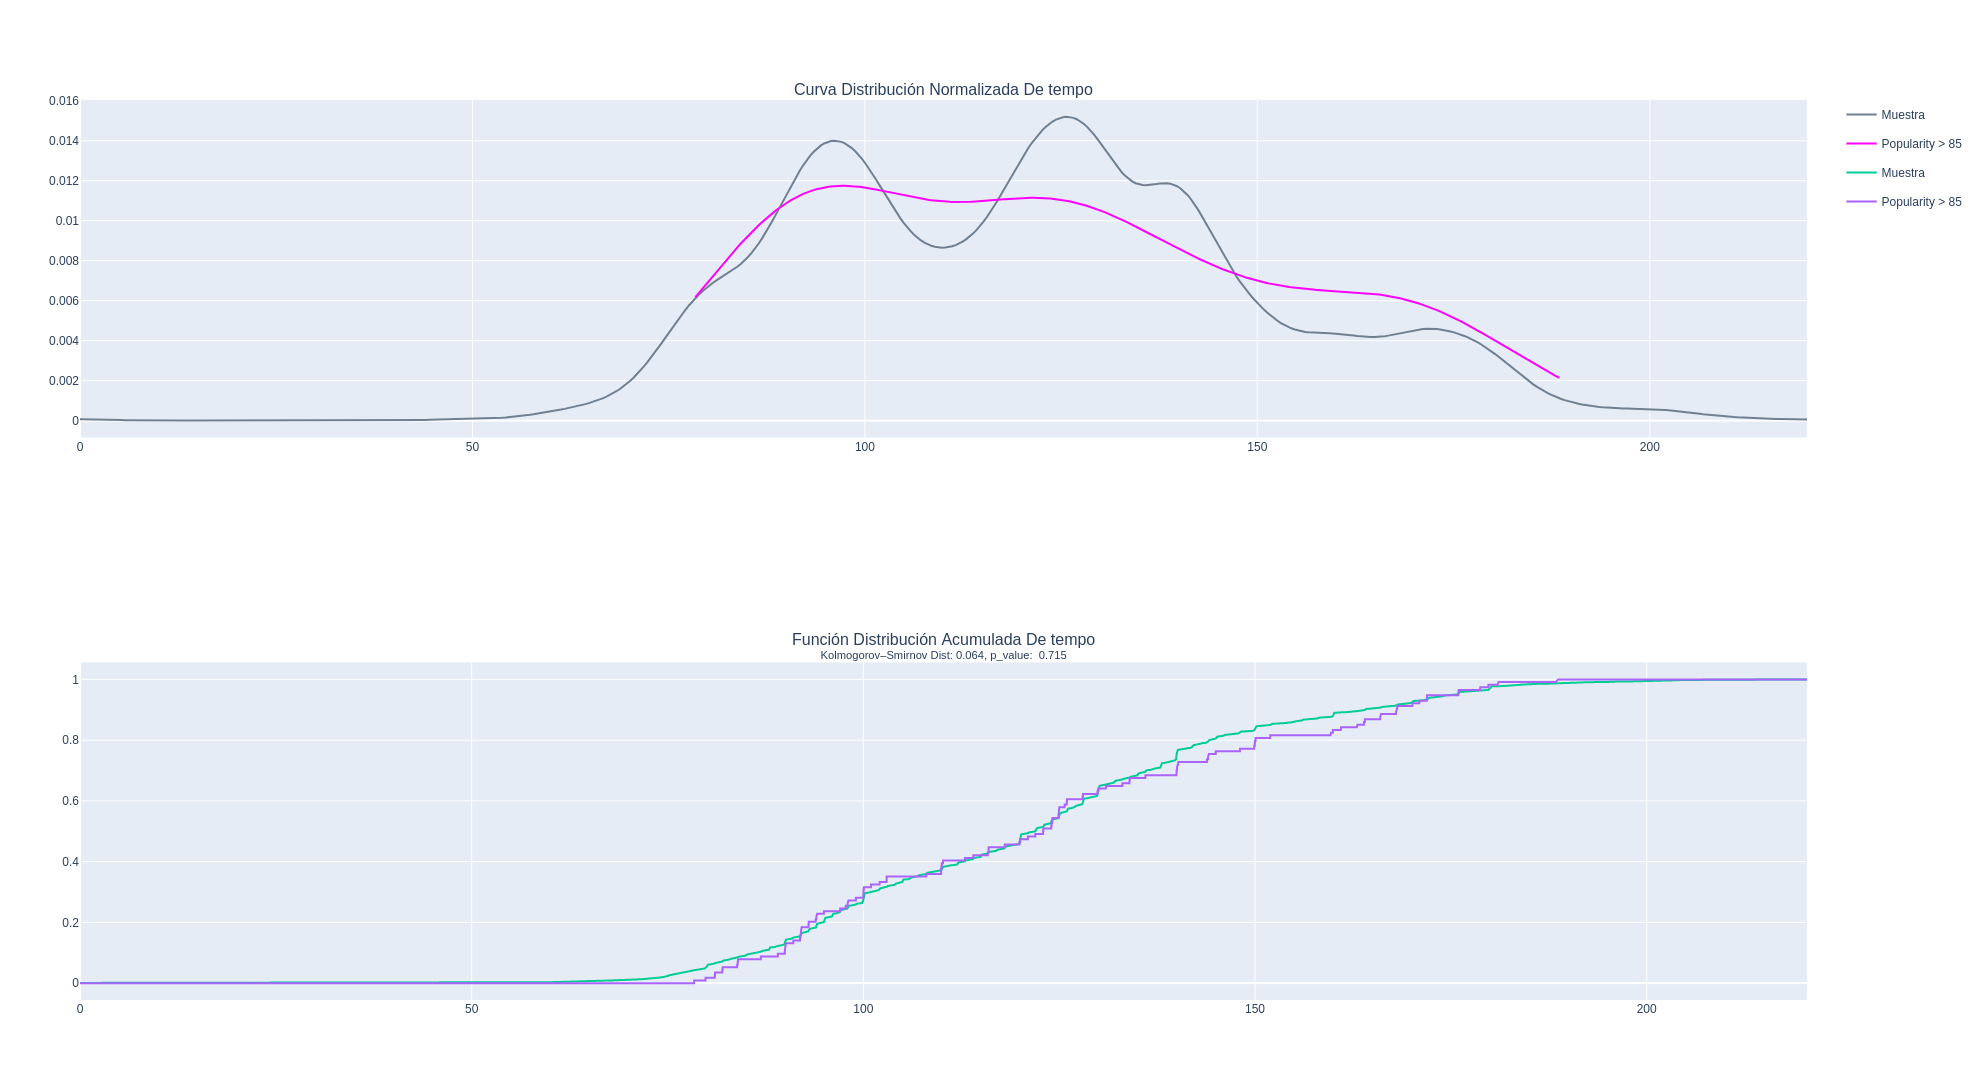 Curva Distribución Normalizada De tempo
0.016
0.014
0.012
0.01
0.008
0.006
0.004
0.002
0
0 50 100 150 200
Muestra
Popularity > 85
Muestra
Popularity > 85
Función Distribución Acumulada De tempo
Kolmogorov–Smirnov Dist: 0.064, p_value:  0.715
1
0.8
0.6
0.4
0.2
0
0 50 100 150 200